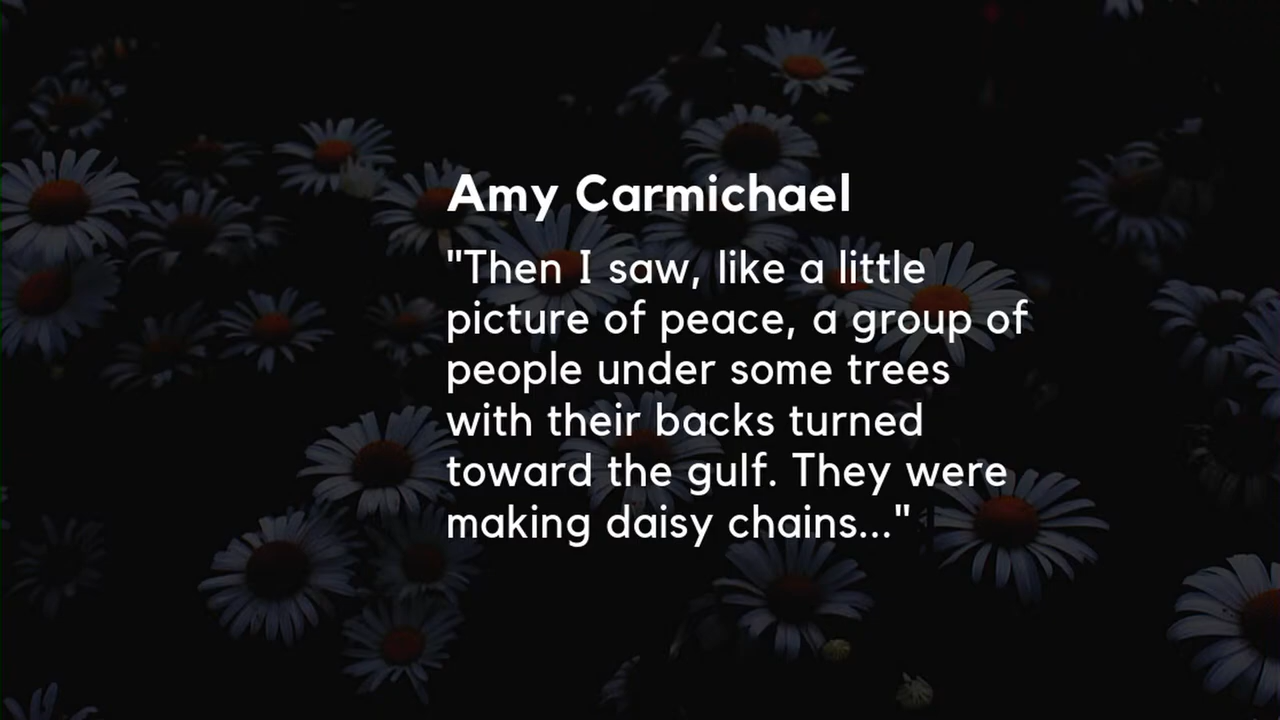 Amy Carmichael
"Then I saw, like a little
picture of peace, a group of
people under some trees
with their backs turned
toward the gulf. They were
making daisy chains..."